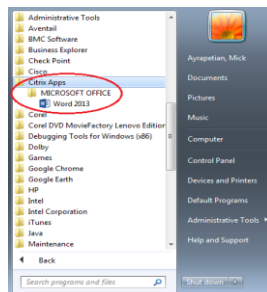 Administrative Tools
Aventail
BMC Software
Business Explorer
Check Point
Cisco
Citrix Apps
MICROSOFT OFFICE
Word 2013
Corel
Corel DVD MovieFactory Lenovo Edition
Debugging Tools for Windows (x86)
Dolby
Games
Google Chrome
Google Earth
HP
Intel
Intel Corporation
iTunes
Java
Maintenance
Back
Search programs and files
Ayrapetian, Mick
Documents
Pictures
Music
Computer
Control Panel
Devices and Printers
Default Programs
Administrative Tools
Help and Support
Shut down